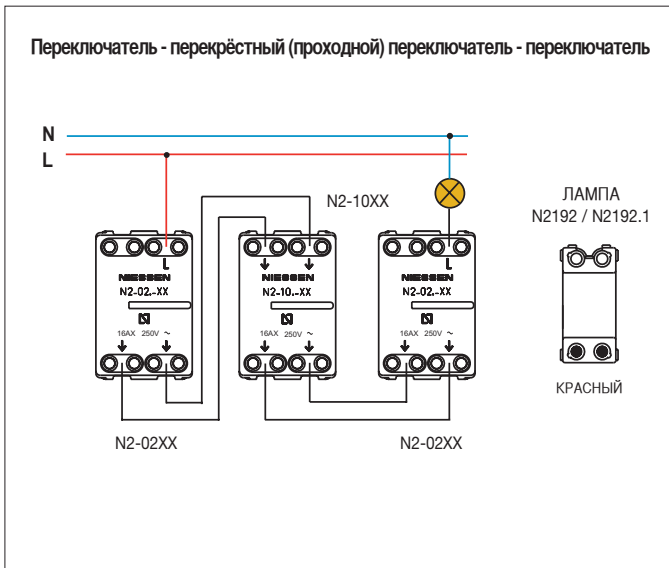 Переключатель - перекрёстный (проходной) переключатель - переключатель
N
L
N2-10XX
ЛАМПА
N2192 / N2192.1
L
NIESSEN
N2-02.-XX
16AX 250V ~
NIESSEN
N2-10.-XX
16AX 250V ~
L
NIESSEN
N2-02.-XX
16AX 250V ~
КРАСНЫЙ
N2-02XX
N2-02XX